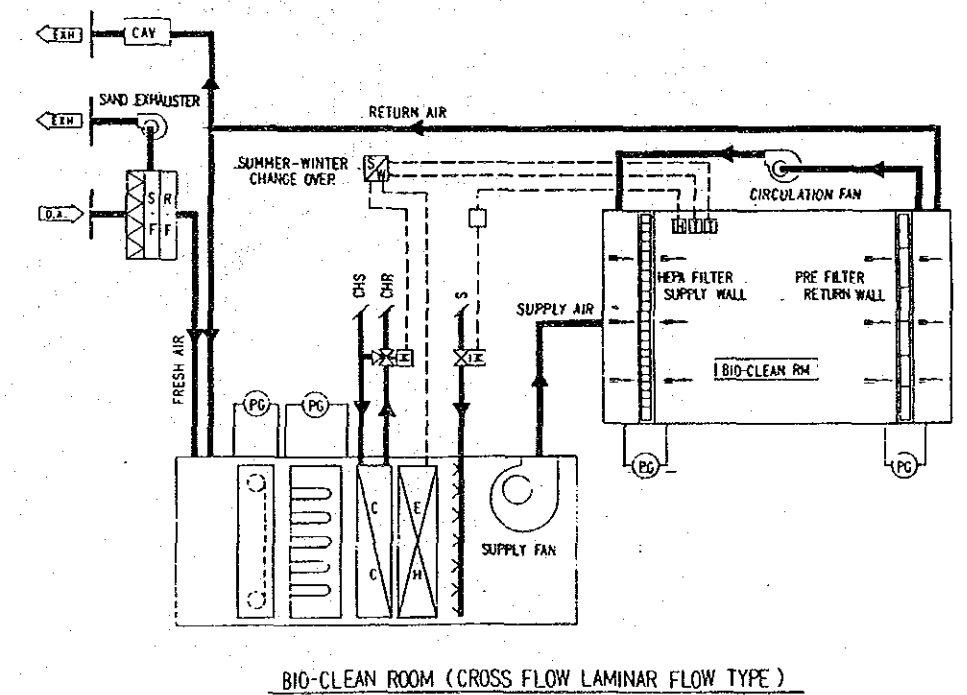 EXH
CAV
EXH
SAND EXHAUSTER
RETURN AIR
SUMMER-WINTER
CHANGE OVER
S/W
CIRCULATION FAN
O.A.
S.F
R F
H T T
HEPA FILTER
SUPPLY WALL
PRE FILTER
RETURN WALL
CHS
CHR
S
SUPPLY AIR
FRESH AIR
BIO-CLEAN RM
PG
PG
PG
PG
C
C
E
H
SUPPLY FAN
BIO-CLEAN ROOM (CROSS FLOW LAMINAR FLOW TYPE)